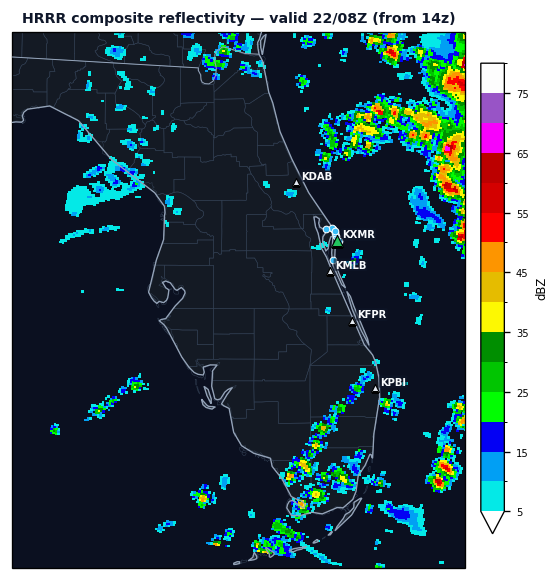 HRRR composite reflectivity — valid 22/08Z (from 14z)
KDAB
KXMR
KMLB
KFPR
KPBI
75
65
55
45
35
25
15
5
dBZ